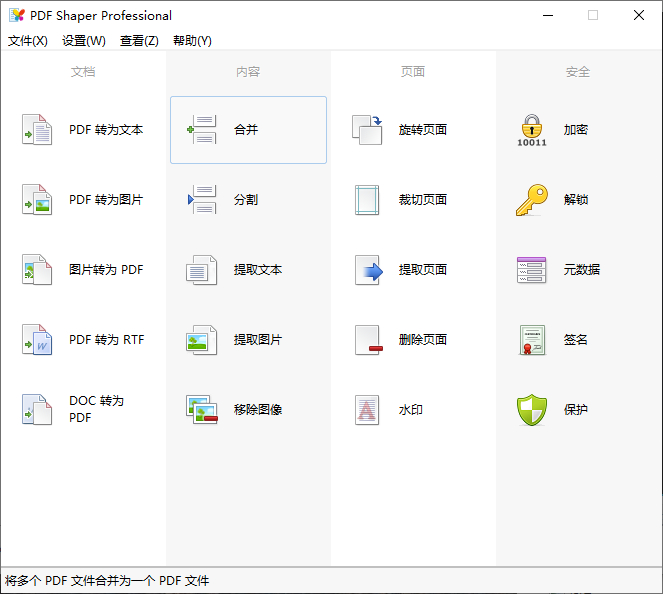 PDF Shaper Professional
文件(X) 设置(W) 查看(Z) 帮助(Y)
文档 内容 页面 安全
PDF 转为文本 合并 旋转页面 10011 加密
PDF 转为图片 分割 裁切页面 解锁
图片转为 PDF 提取文本 提取页面 元数据
PDF 转为 RTF 提取图片 删除页面 签名
DOC 转为
PDF
移除图像 水印 保护
将多个 PDF 文件合并为一个 PDF 文件